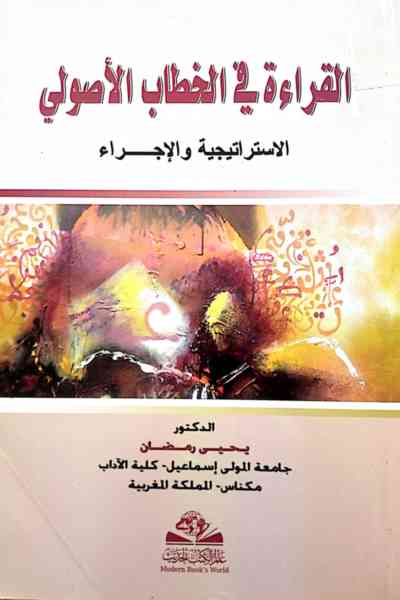 القراءة في الخطاب الأصولي
الاستراتيجية والإجراء
الدكتور
يحيى رمضان
جامعة المولى إسماعيل - كلية الآداب
مكناس - المملكة المغربية
عالم الكتب الحديث
Modern Book's World